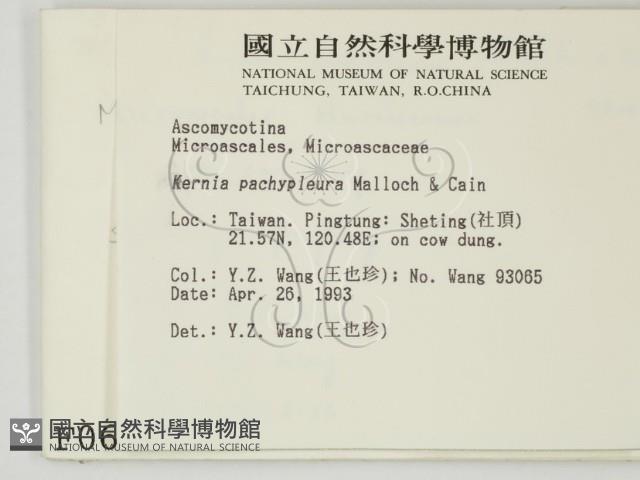 國立自然科學博物館
NATIONAL MUSEUM OF NATURAL SCIENCE
TAICHUNG, TAIWAN, R.O.CHINA
Ascomycotina
Microascales, Microascaceae
Kernia pachypleura Malloch & Cain
Loc.: Taiwan. Pingtung: Sheting(社頂)
21.57N, 120.48E; on cow dung.
Col.: Y.Z. Wang(王也珍); No. Wang 93065
Date: Apr. 26, 1993
Det.: Y.Z. Wang(王也珍)
國立自然科學博物館
NATIONAL MUSEUM OF NATURAL SCIENCE
F06